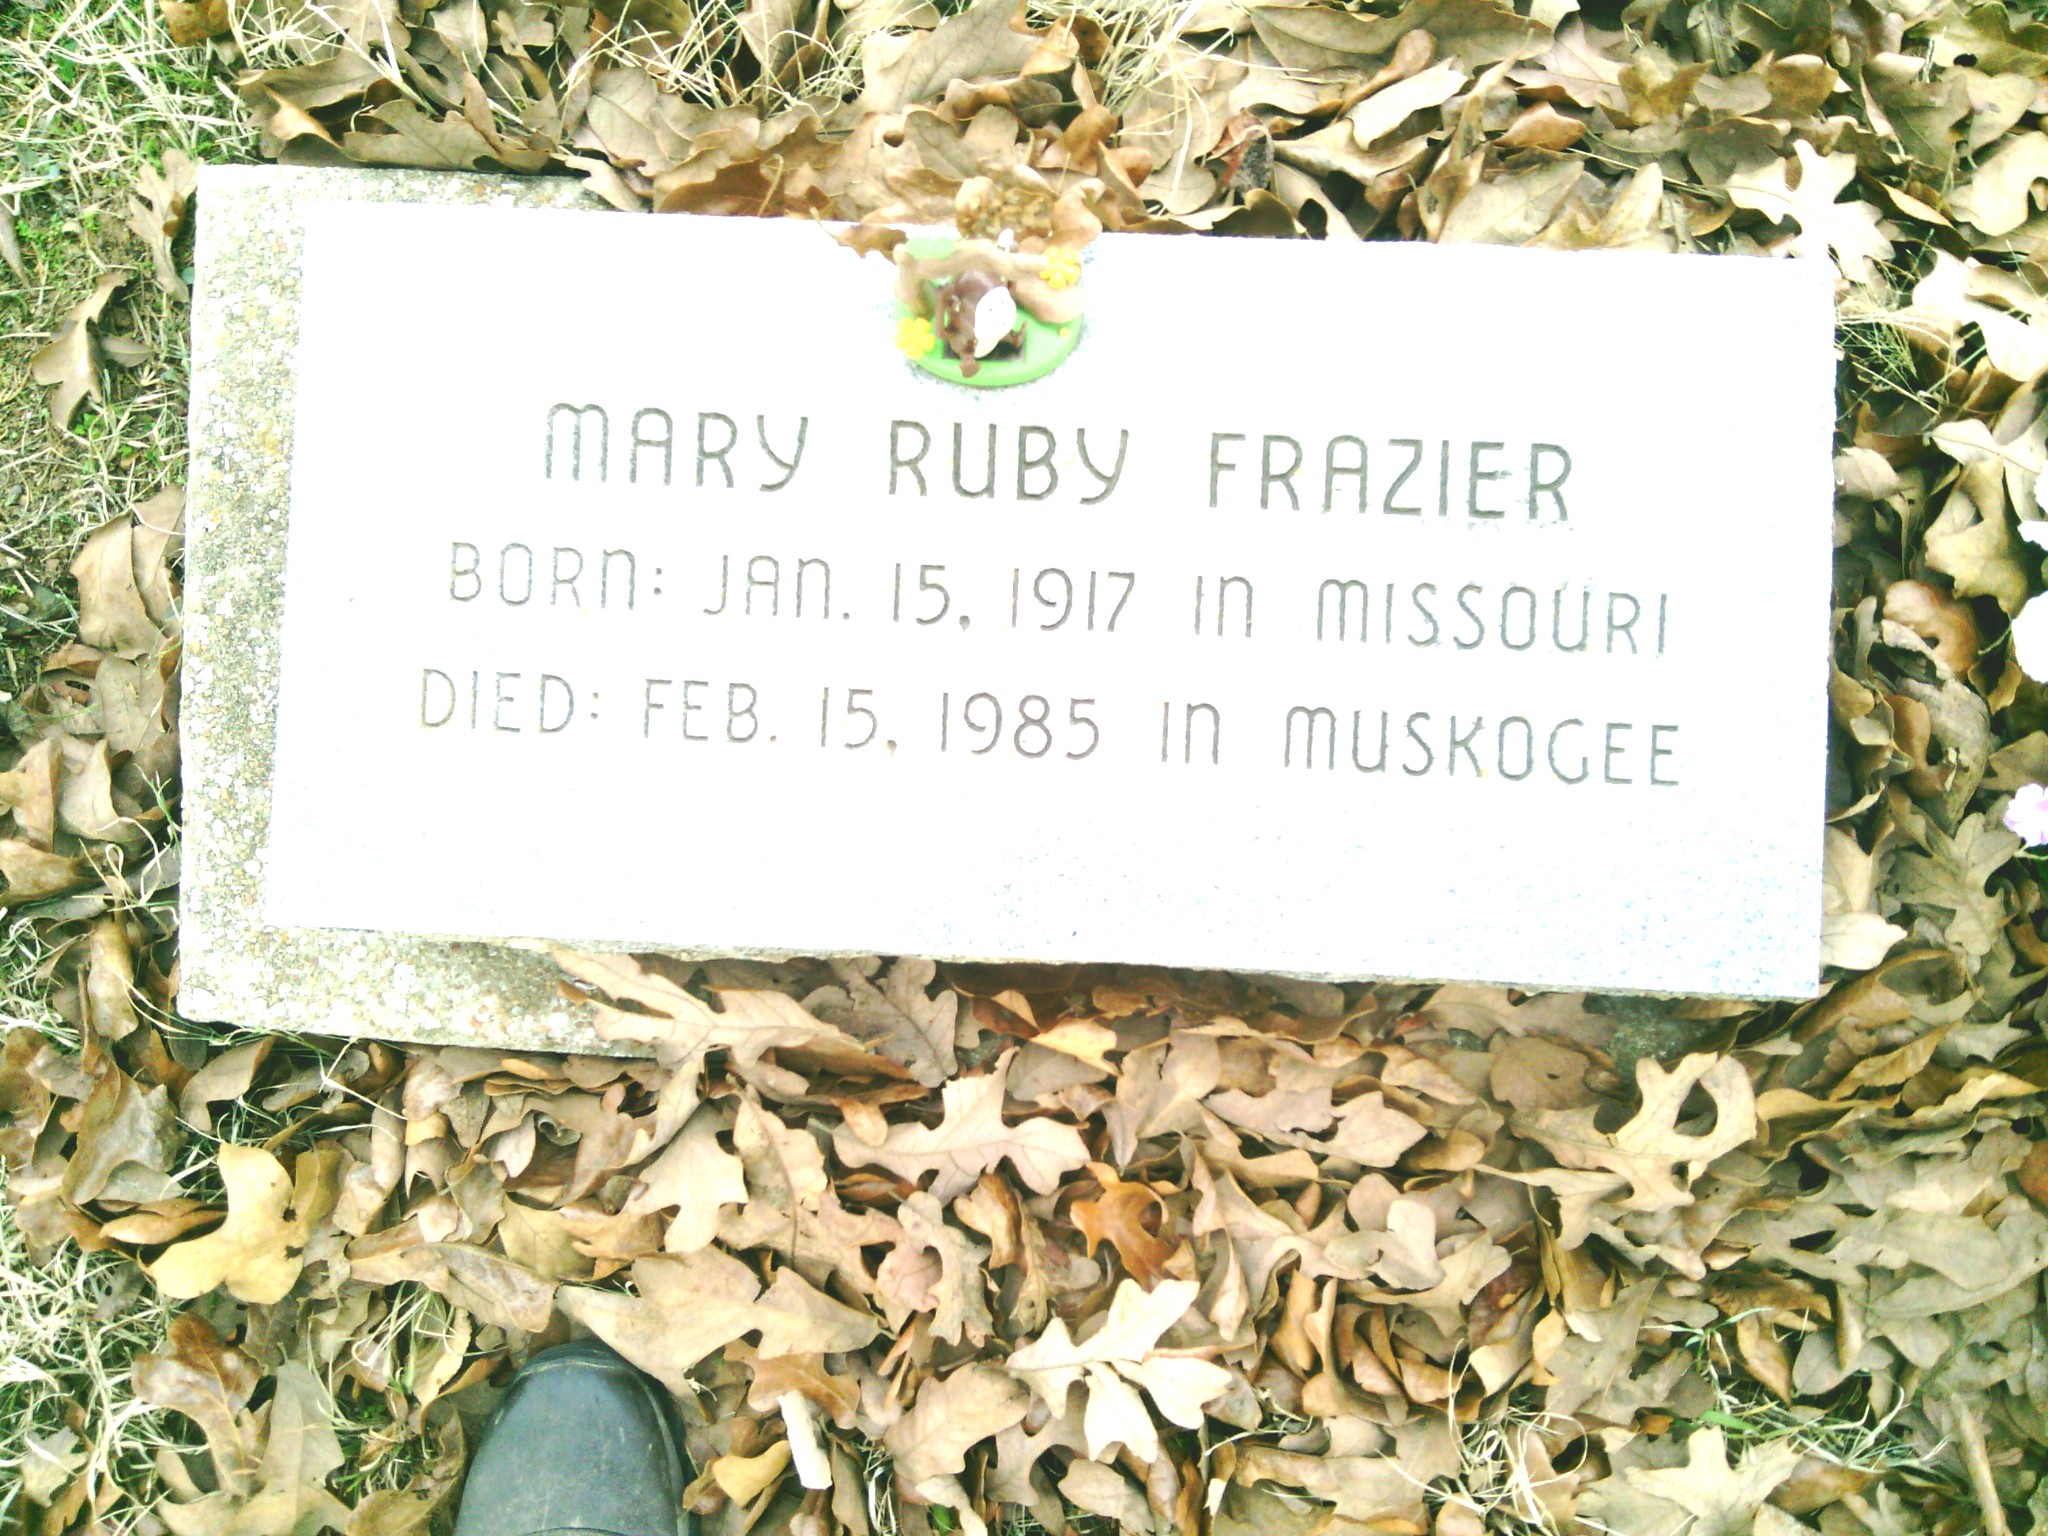 MARY RUBY FRAZIER
BORN: JAN. 15, 1917 IN MISSOURI
DIED: FEB. 15, 1985 IN MUSKOGEE